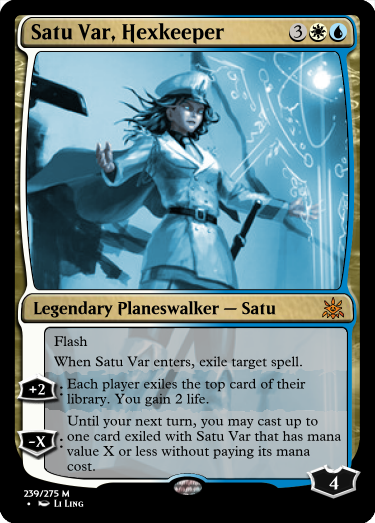 Satu Var, Hexkeeper 3
Legendary Planeswalker — Satu
Flash
When Satu Var enters, exile target spell.
+2: Each player exiles the top card of their
library. You gain 2 life.
Until your next turn, you may cast up to
-X: one card exiled with Satu Var that has mana
value X or less without paying its mana
cost.
4
239/275 M
• Li Ling